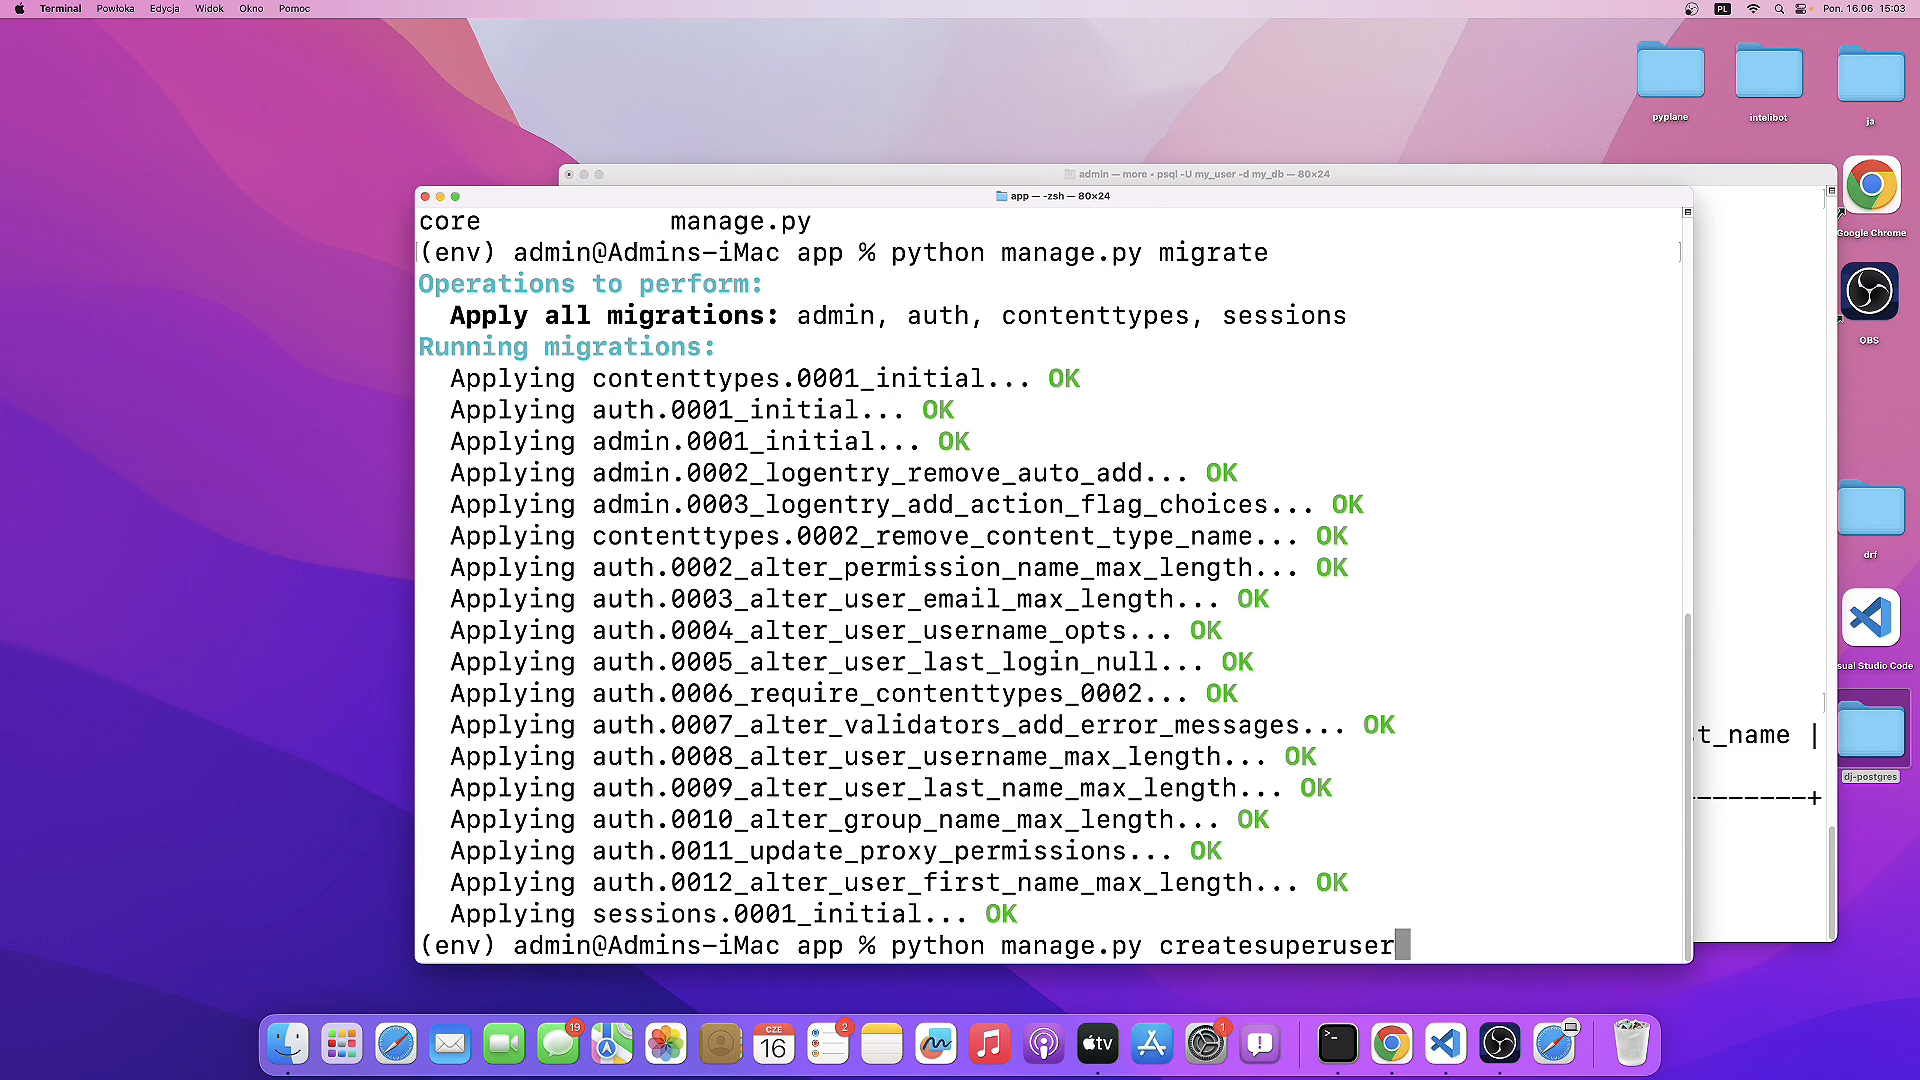 Terminal Powłoka Edycja Widok Okno Pomoc
PL Pon. 16.06 15:03
pyplane
intelibot
ja
admin — more ◂ psql -U my_user -d my_db — 80×24
app — -zsh — 80×24
core manage.py
(env) admin@Admins-iMac app % python manage.py migrate
Operations to perform:
Apply all migrations: admin, auth, contenttypes, sessions
Running migrations:
Applying contenttypes.0001_initial... OK
Applying auth.0001_initial... OK
Applying admin.0001_initial... OK
Applying admin.0002_logentry_remove_auto_add... OK
Applying admin.0003_logentry_add_action_flag_choices... OK
Applying contenttypes.0002_remove_content_type_name... OK
Applying auth.0002_alter_permission_name_max_length... OK
Applying auth.0003_alter_user_email_max_length... OK
Applying auth.0004_alter_user_username_opts... OK
Applying auth.0005_alter_user_last_login_null... OK
Applying auth.0006_require_contenttypes_0002... OK
Applying auth.0007_alter_validators_add_error_messages... OK
Applying auth.0008_alter_user_username_max_length... OK
Applying auth.0009_alter_user_last_name_max_length... OK
Applying auth.0010_alter_group_name_max_length... OK
Applying auth.0011_update_proxy_permissions... OK
Applying auth.0012_alter_user_first_name_max_length... OK
Applying sessions.0001_initial... OK
(env) admin@Admins-iMac app % python manage.py createsuperuser
t_name |
-------+
Google Chrome
OBS
drf
sual Studio Code
dj-postgres
19
CZE
16
2
tv
1